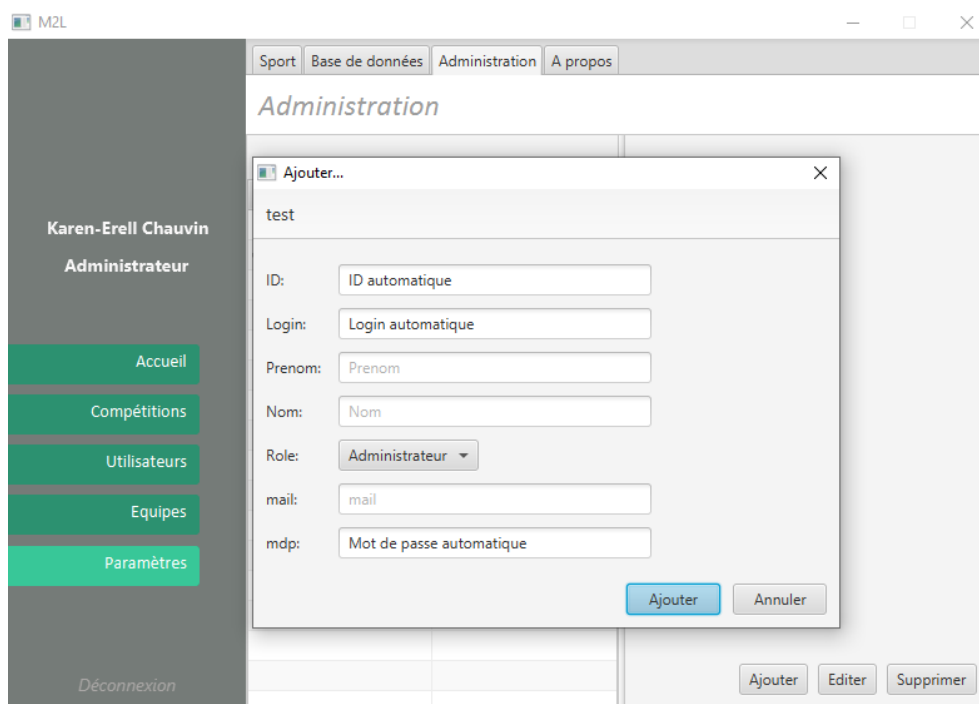 M2L
Sport Base de données Administration A propos
Administration
Karen-Erell Chauvin
Administrateur
Accueil
Compétitions
Utilisateurs
Equipes
Paramètres
Déconnexion
Ajouter...
test
ID: ID automatique
Login: Login automatique
Prenom: Prenom
Nom: Nom
Role: Administrateur
mail: mail
mdp: Mot de passe automatique
Ajouter Annuler
Ajouter Editer Supprimer